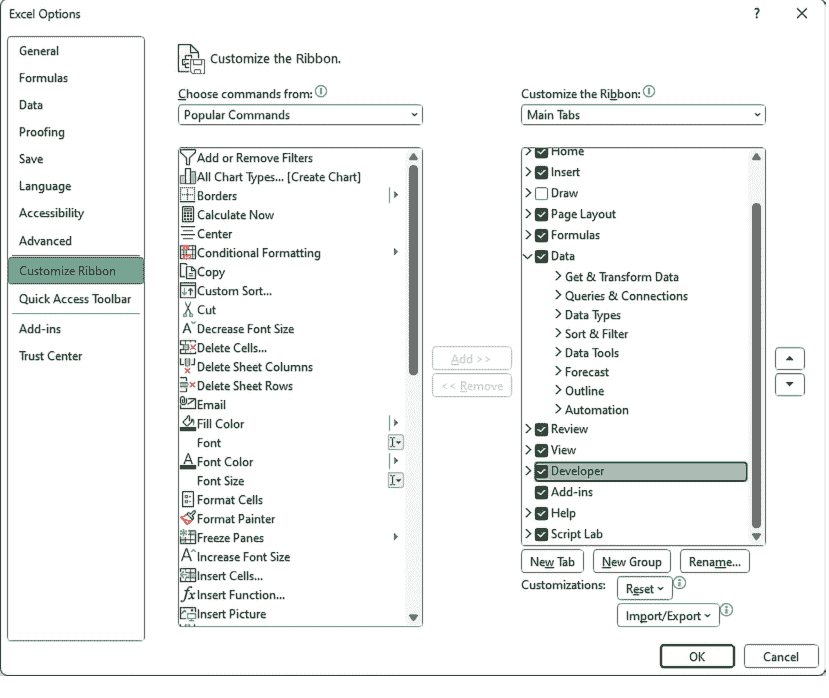 Excel Options
?
General
Formulas
Data
Proofing
Save
Language
Accessibility
Advanced
Customize Ribbon
Quick Access Toolbar
Add-ins
Trust Center
Customize the Ribbon.
Choose commands from:
Popular Commands
Add or Remove Filters
All Chart Types... [Create Chart]
Borders
Calculate Now
Center
Conditional Formatting
Copy
Custom Sort...
Cut
Decrease Font Size
Delete Cells...
Delete Sheet Columns
Delete Sheet Rows
Email
Fill Color
Font
Font Color
Font Size
Format Cells
Format Painter
Freeze Panes
Increase Font Size
Insert Cells...
Insert Function...
Insert Picture
Add >>
<< Remove
Customize the Ribbon:
Main Tabs
Home
Insert
Draw
Page Layout
Formulas
Data
Get & Transform Data
Queries & Connections
Data Types
Sort & Filter
Data Tools
Forecast
Outline
Automation
Review
View
Developer
Add-ins
Help
Script Lab
New Tab New Group Rename...
Customizations: Reset
Import/Export
OK Cancel